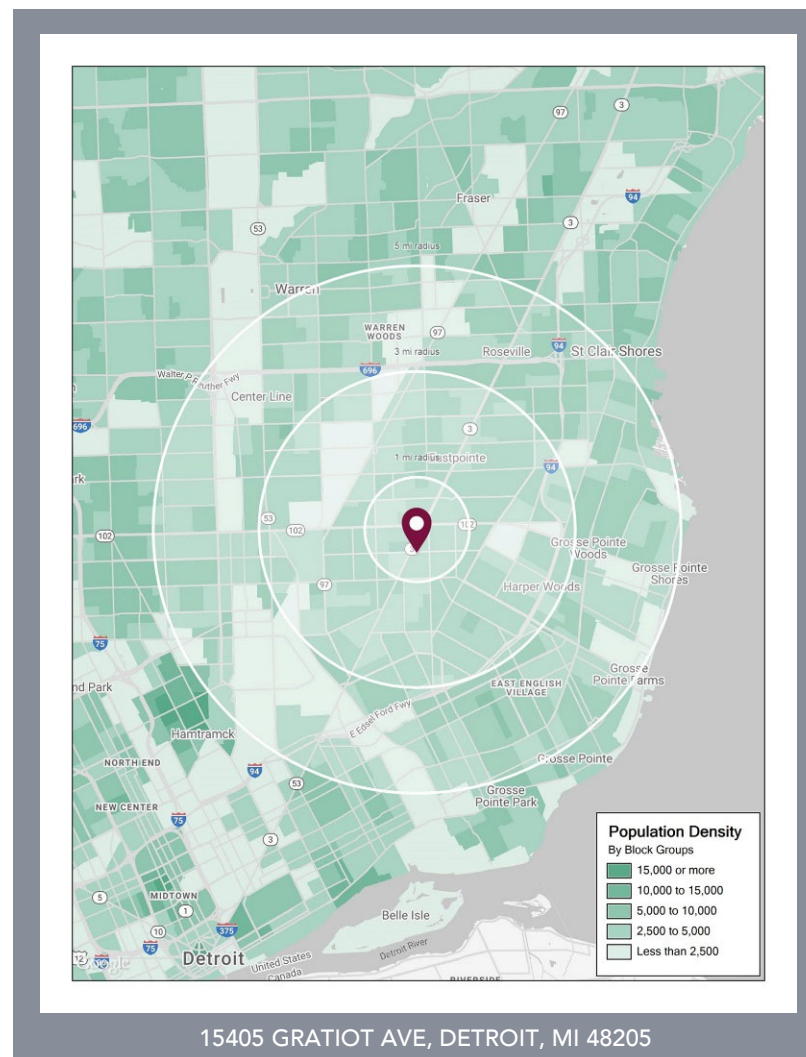 97
3
Fraser
94
53
3
5 mi radius
Warren
WARREN
WOODS
97
94
3 mi radius
Roseville
St Clair Shores
696
Walter P Reuther Fwy
Center Line
696
3
1 mi radius
Eastpointe
94
53
102
102
102
Grosse Pointe
Woods
Grosse Pointe
Shores
97
Harper Woods
75
Grosse
Pointe Farms
EAST ENGLISH
VILLAGE
E Edsel Ford Fwy
Hamtramck
Grosse Pointe
NORTH END
94
53
Grosse
Pointe Park
NEW CENTER
75
3
MIDTOWN
5
1
Belle Isle
10
375
75
12
Google
Detroit
United States
Canada
Detroit River
RIVERSIDE
Population Density
By Block Groups
15,000 or more
10,000 to 15,000
5,000 to 10,000
2,500 to 5,000
Less than 2,500
15405 GRATIOT AVE, DETROIT, MI 48205